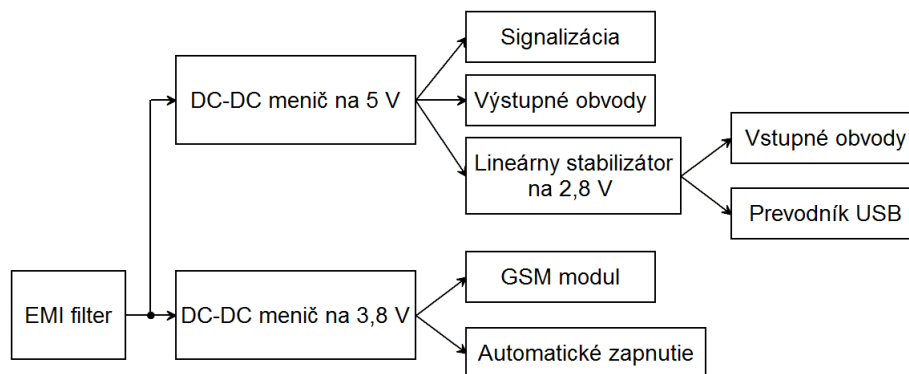 Signalizácia
DC-DC menič na 5 V
Výstupné obvody
Lineárny stabilizátor
na 2,8 V
Vstupné obvody
Prevodník USB
EMI filter
DC-DC menič na 3,8 V
GSM modul
Automatické zapnutie